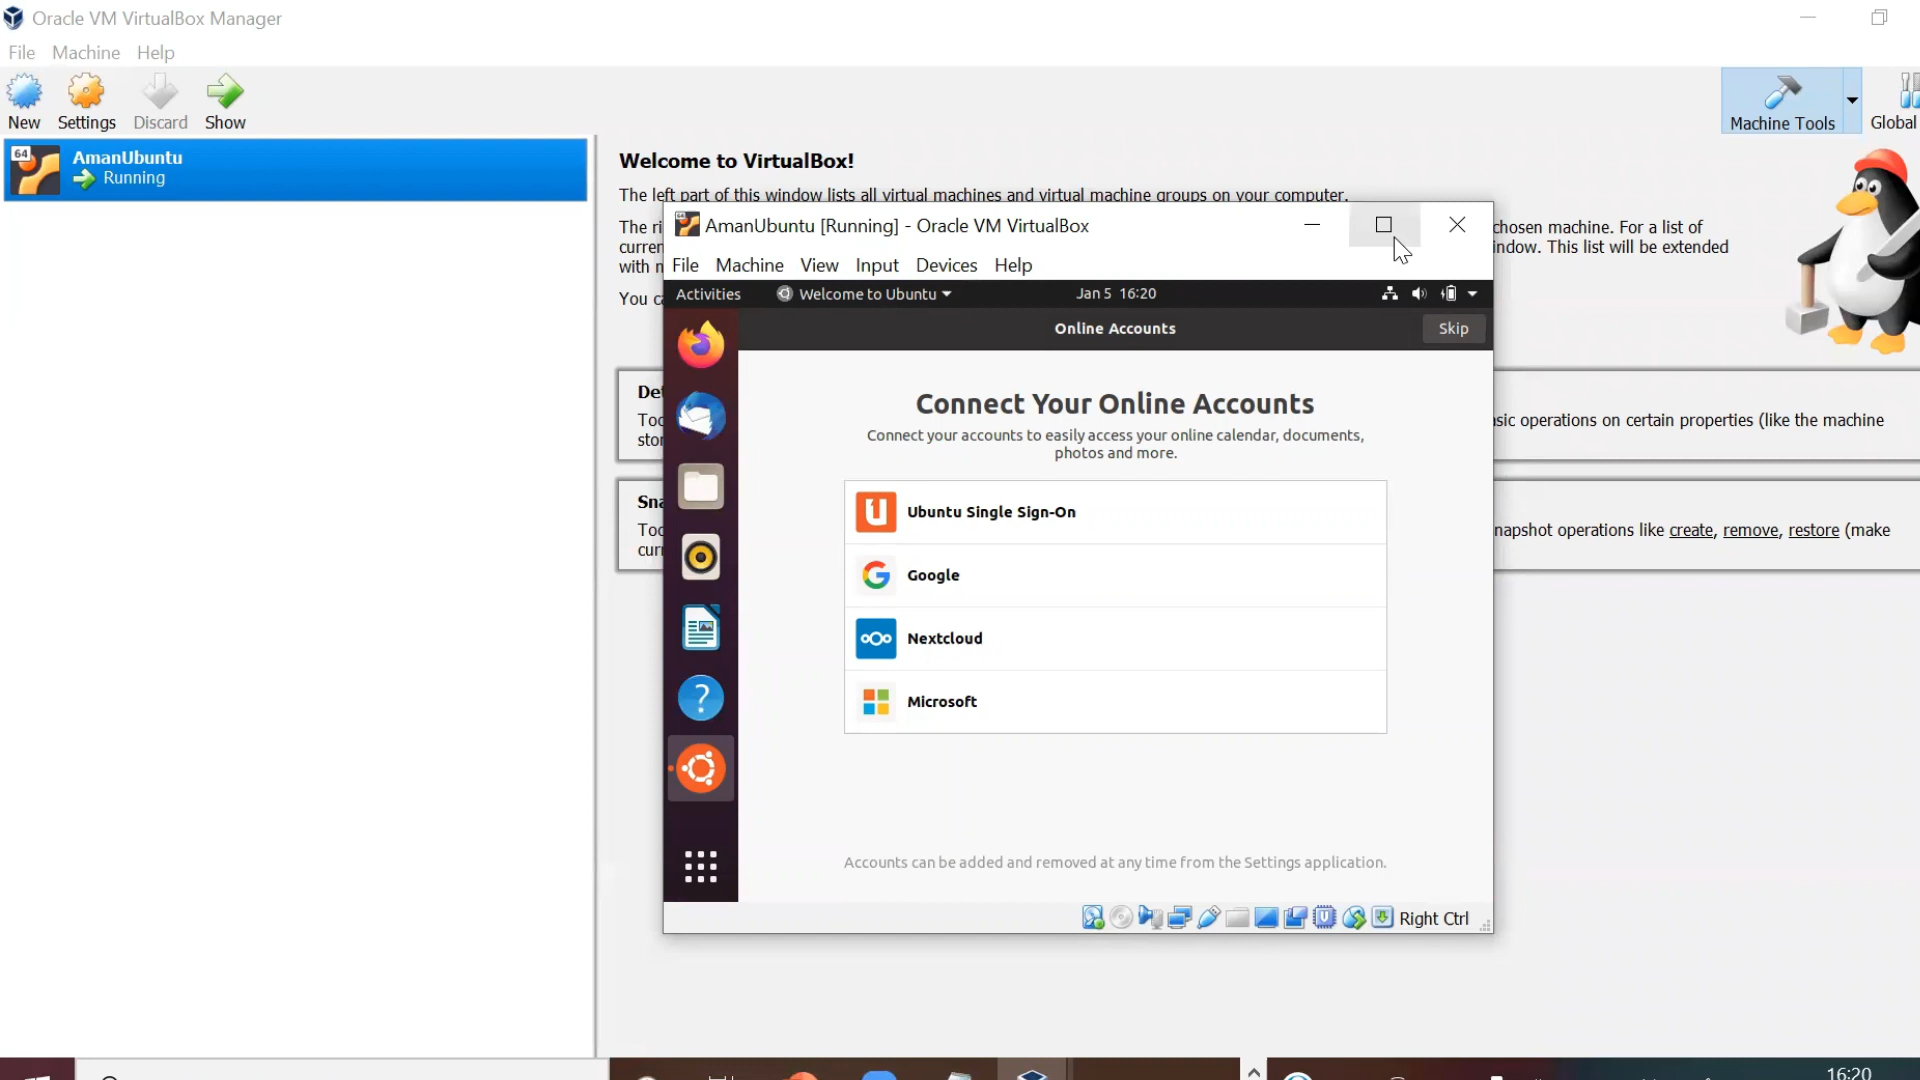 Oracle VM VirtualBox Manager
File Machine Help
New Settings Discard Show
Machine Tools Global
64
AmanUbuntu
Running
Welcome to VirtualBox!
The left part of this window lists all virtual machines and virtual machine groups on your computer.
The ri
chosen machine. For a list of
curren
indow. This list will be extended
with
You
AmanUbuntu [Running] - Oracle VM VirtualBox
File Machine View Input Devices Help
Activities Welcome to Ubuntu Jan 5 16:20
Online Accounts
Skip
Connect Your Online Accounts
Connect your accounts to easily access your online calendar, documents,
photos and more.
Ubuntu Single Sign-On
Google
Nextcloud
Microsoft
Accounts can be added and removed at any time from the Settings application.
Right Ctrl
sic operations on certain properties (like the machine
napshot operations like create, remove, restore (make
16:20